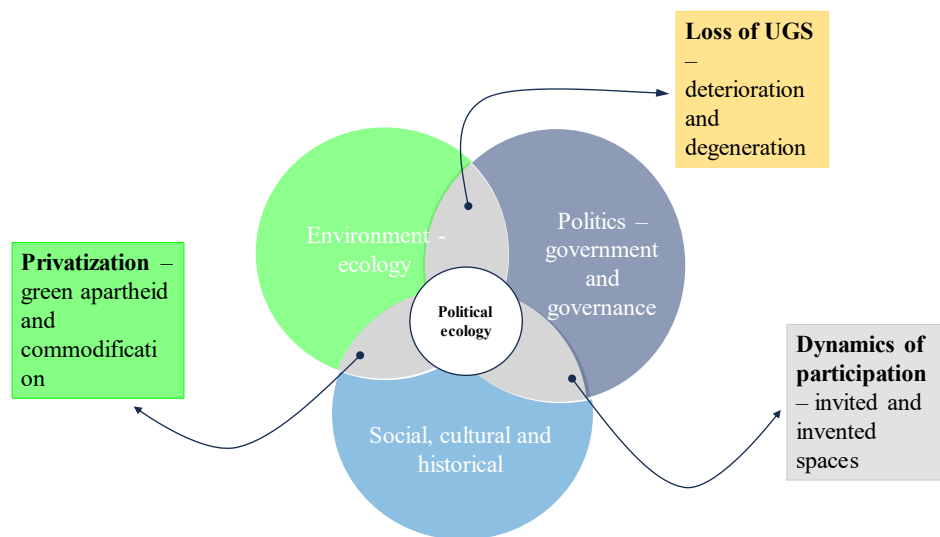 Loss of UGS
–
deterioration
and
degeneration
Environment -
ecology
Politics –
government
and
governance
Privatization –
green apartheid
and
commodificati
on
Political
ecology
Dynamics of
participation
– invited and
invented
spaces
Social, cultural and
historical